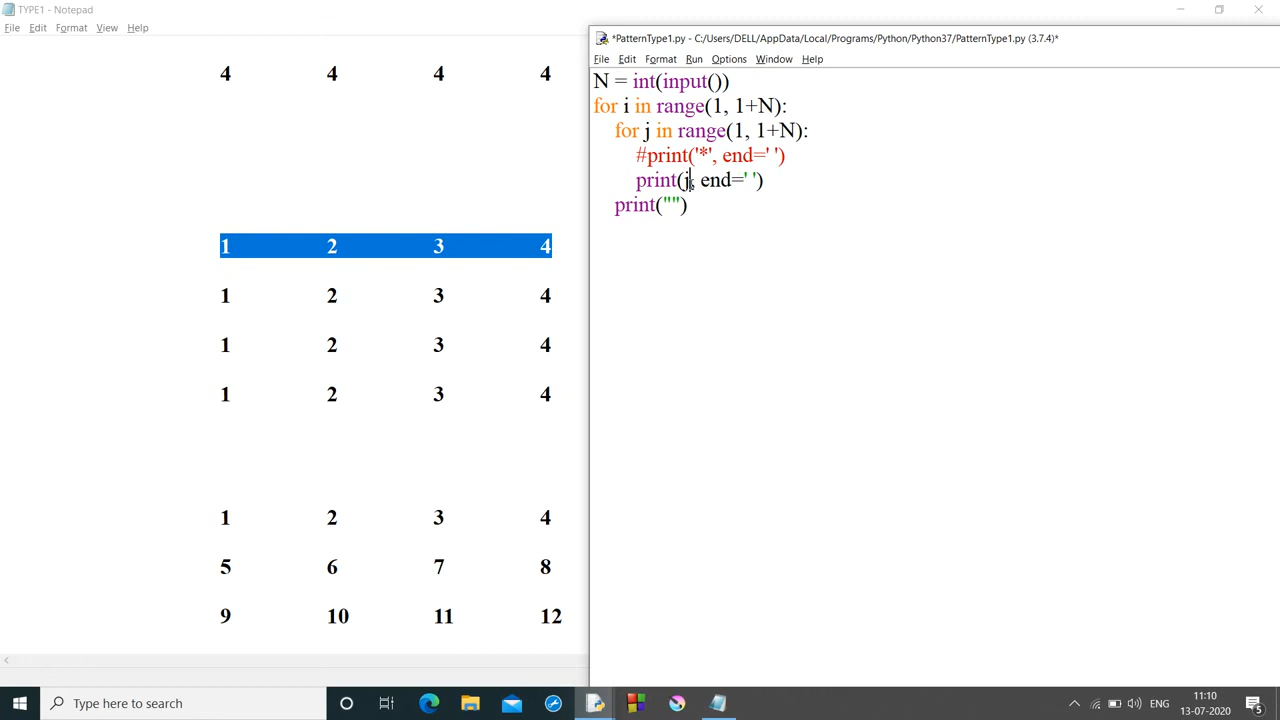 TYPE1 - Notepad
File Edit Format View Help
4 4 4 4
1 2 3 4
1 2 3 4
1 2 3 4
1 2 3 4
1 2 3 4
5 6 7 8
9 10 11 12
*PatternType1.py - C:/Users/DELL/AppData/Local/Programs/Python/Python37/PatternType1.py (3.7.4)*
File Edit Format Run Options Window Help
N = int(input())
for i in range(1, 1+N):
    for j in range(1, 1+N):
        #print('*', end=' ')
        print(j, end=' ')
    print("")
Type here to search
ENG
11:10
13-07-2020
5